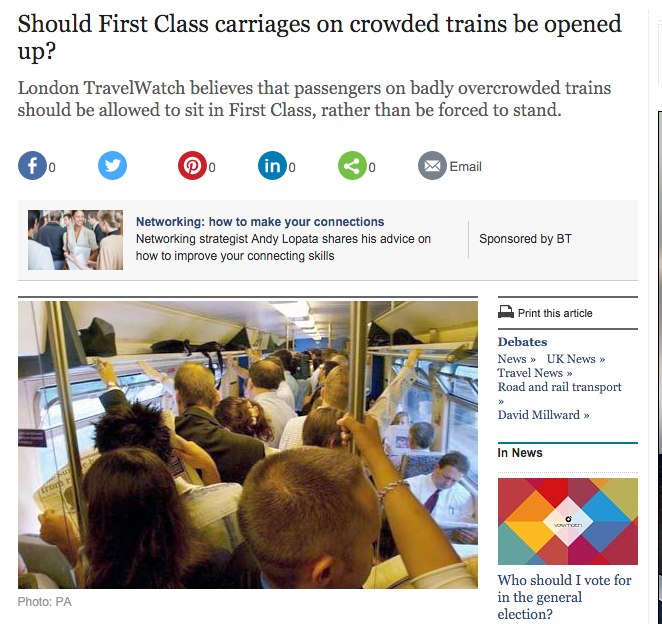 Should First Class carriages on crowded trains be opened
up?
London TravelWatch believes that passengers on badly overcrowded trains
should be allowed to sit in First Class, rather than be forced to stand.
0
0
0
0
Email
Networking: how to make your connections
Networking strategist Andy Lopata shares his advice on
how to improve your connecting skills
Sponsored by BT
Photo: PA
Print this article
Debates
News » UK News »
Travel News »
Road and rail transport
»
David Millward »
In News
Who should I vote for
in the general
election?